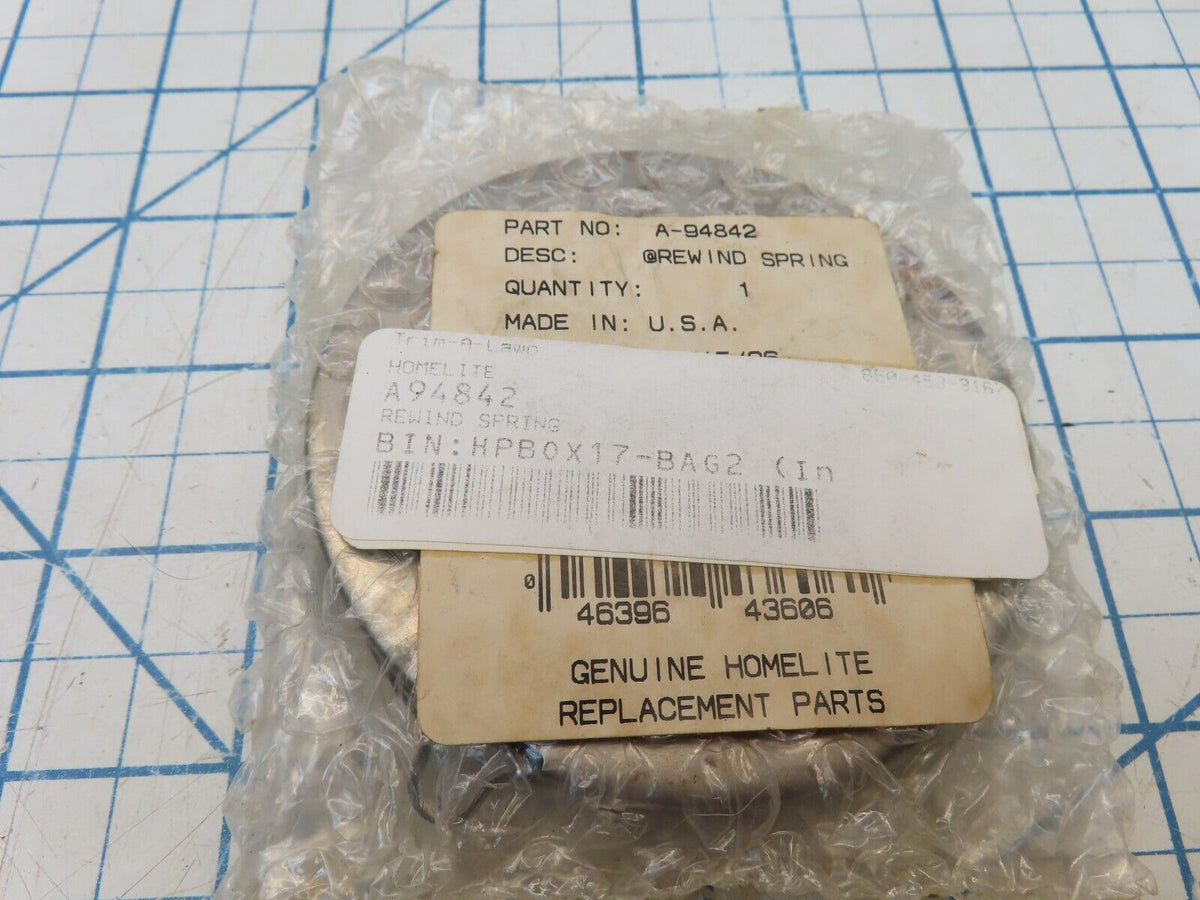 PART NO: A-94842
DESC: @REWIND SPRING
QUANTITY: 1
MADE IN: U.S.A.
Trim-A-Lawn
HOMELITE
A94842
REWIND SPRING
BIN:HPBOX17-BAG2 (In
0 46396 43606
GENUINE HOMELITE
REPLACEMENT PARTS